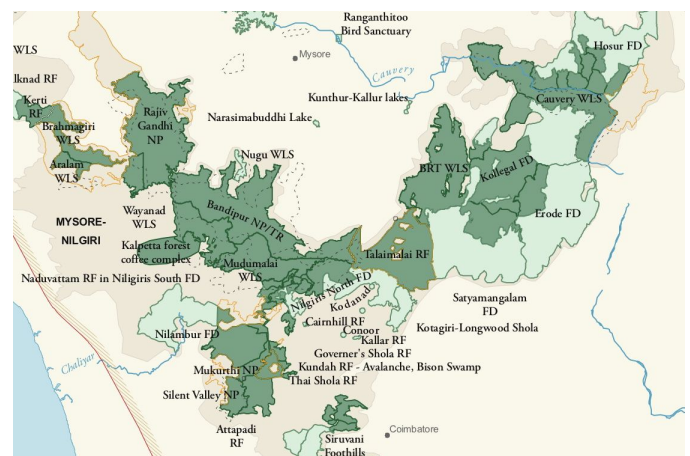 Ranganthitoo
Bird Sanctuary
WLS
Mysore
Hosur FD
lknad RF
Cauvery
Kerti
RF
Rajiv
Gandhi
NP
Kunthur-Kallur lakes
Cauvery WLS
Narasimabuddhi Lake
Brahmagiri
WLS
Aralam
WLS
Nugu WLS
BRT WLS
Kollegal FD
Wayanad
WLS
Bandipur NP/TR
Erode FD
MYSORE-
NILGIRI
Kalpetta forest
coffee complex
Talaimalai RF
Mudumalai
WLS
Naduvattam RF in Niligiris South FD
Nilgiris North FD
Kodanad
Satyamangalam
FD
Cairnhill RF
Conoor
Kotagiri-Longwood Shola
Nilambur FD
Kallar RF
Governer's Shola RF
Chaliyar
Mukurthi NP
Kundah RF - Avalanche, Bison Swamp
Thai Shola RF
Silent Valley NP
Attapadi
RF
Siruvani
Foothills
Coimbatore